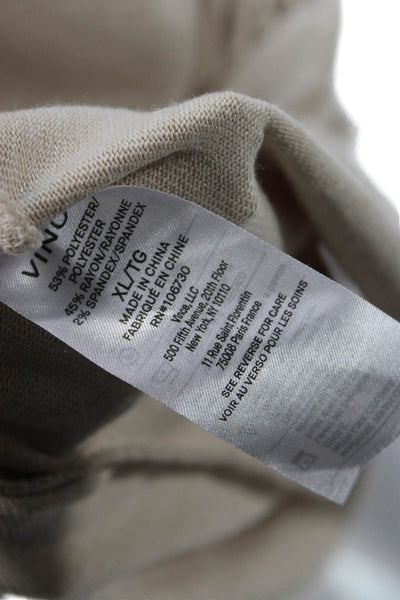 VINC
53% POLYESTER/
POLYESTER
45% RAYON/RAYONNE
2% SPANDEX/SPANDEX
XL/TG
MADE IN CHINA
FABRIQUÉ EN CHINE
RN#106730
Vince, LLC
500 Fifth Avenue, 20th Floor
New York, NY 10110
11 Rue Saint Florentin
75008 Paris France
SEE REVERSE FOR CARE
VOIR AU VERSO POUR LES SOINS